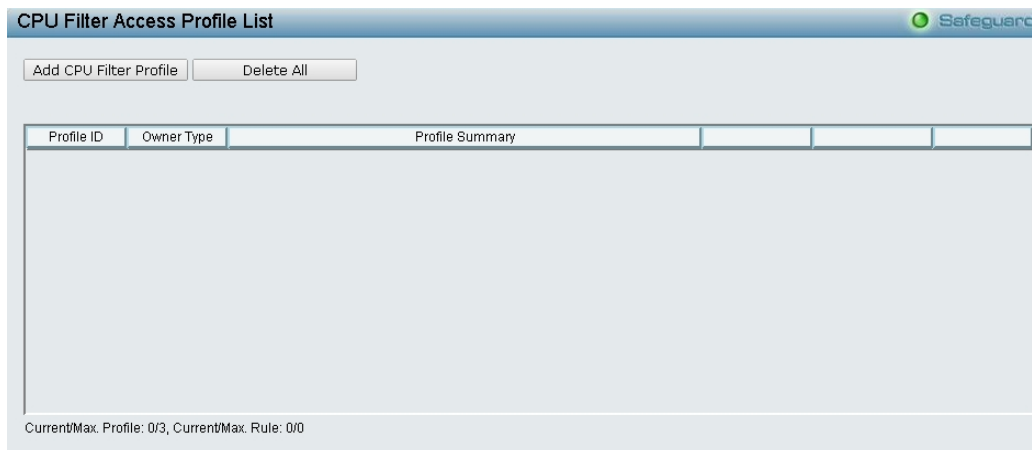 CPU Filter Access Profile List
Safeguard
Add CPU Filter Profile Delete All
Profile ID Owner Type Profile Summary
Current/Max. Profile: 0/3, Current/Max. Rule: 0/0